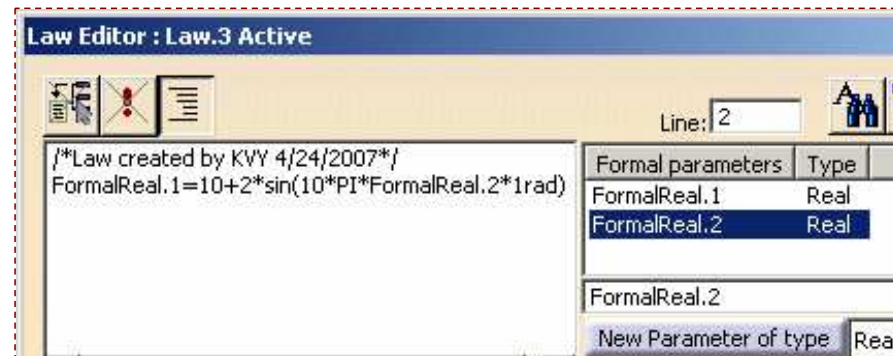 Law Editor : Law.3 Active
Line: 2
/*Law created by KVY 4/24/2007*/
FormalReal.1=10+2*sin(10*PI*FormalReal.2*1rad)
Formal parameters Type
FormalReal.1 Real
FormalReal.2 Real
FormalReal.2
New Parameter of type